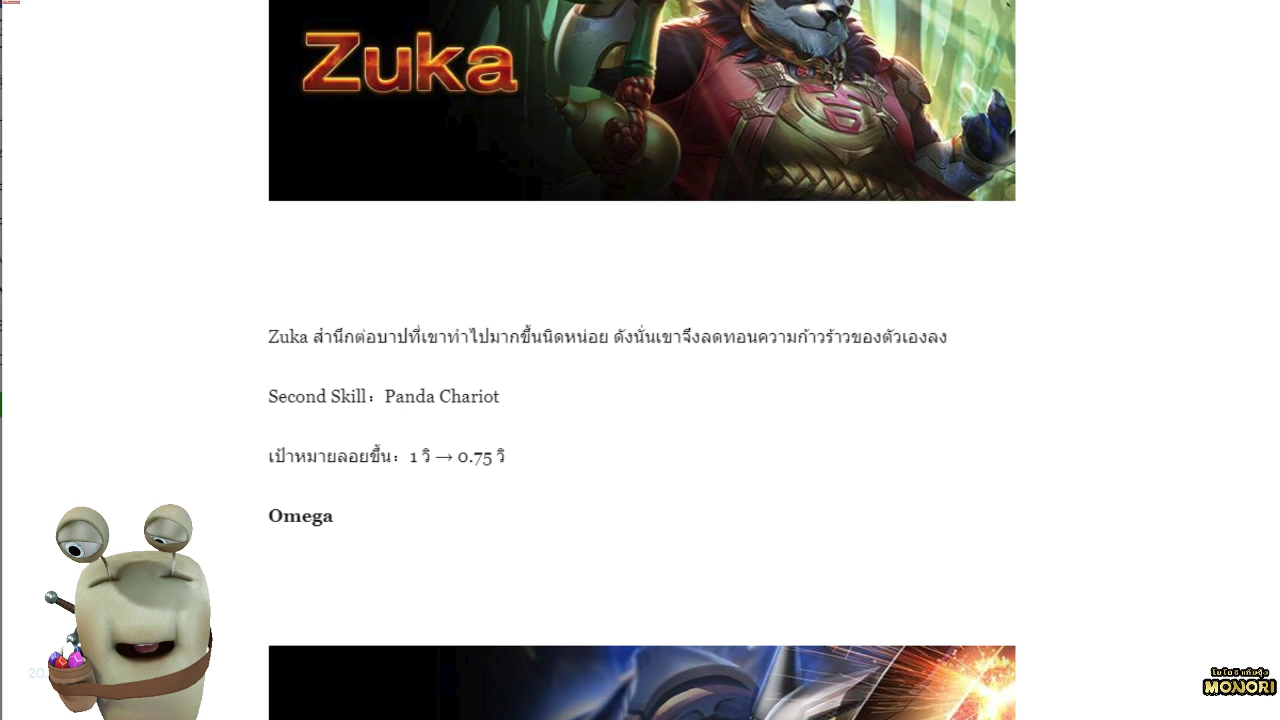 Zuka
Zuka สำนึกต่อบาปที่เขาทำไปมากขึ้นนิดหน่อย ดังนั่นเขาจึงลดทอนความก้าวร้าวของตัวเองลง
Second Skill：Panda Chariot
เป้าหมายลอยขึ้น：1 วิ → 0.75 วิ
Omega
MONORI